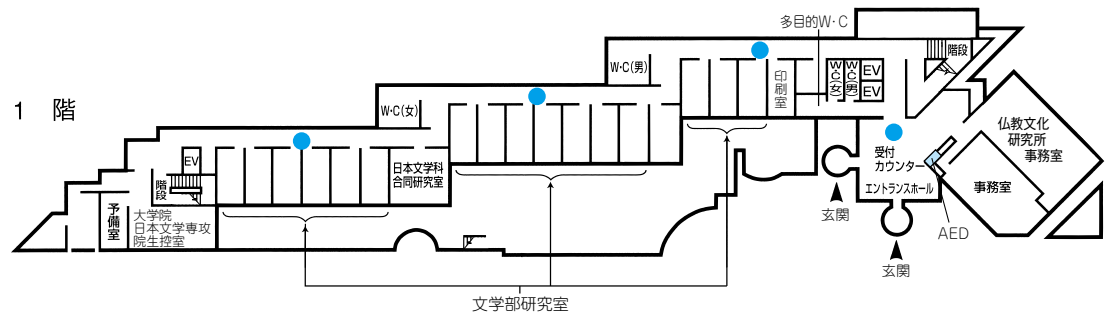 1 階
多目的W・C
W・C(男)
W・C(女)
W・C(男)
EV
EV
階段
印刷室
W・C(女)
仏教文化
研究所
事務室
受付
カウンター
エントランスホール
事務室
日本文学科
合同研究室
EV
階段
予備室
大学院
日本文学専攻
院生控室
玄関
AED
玄関
文学部研究室